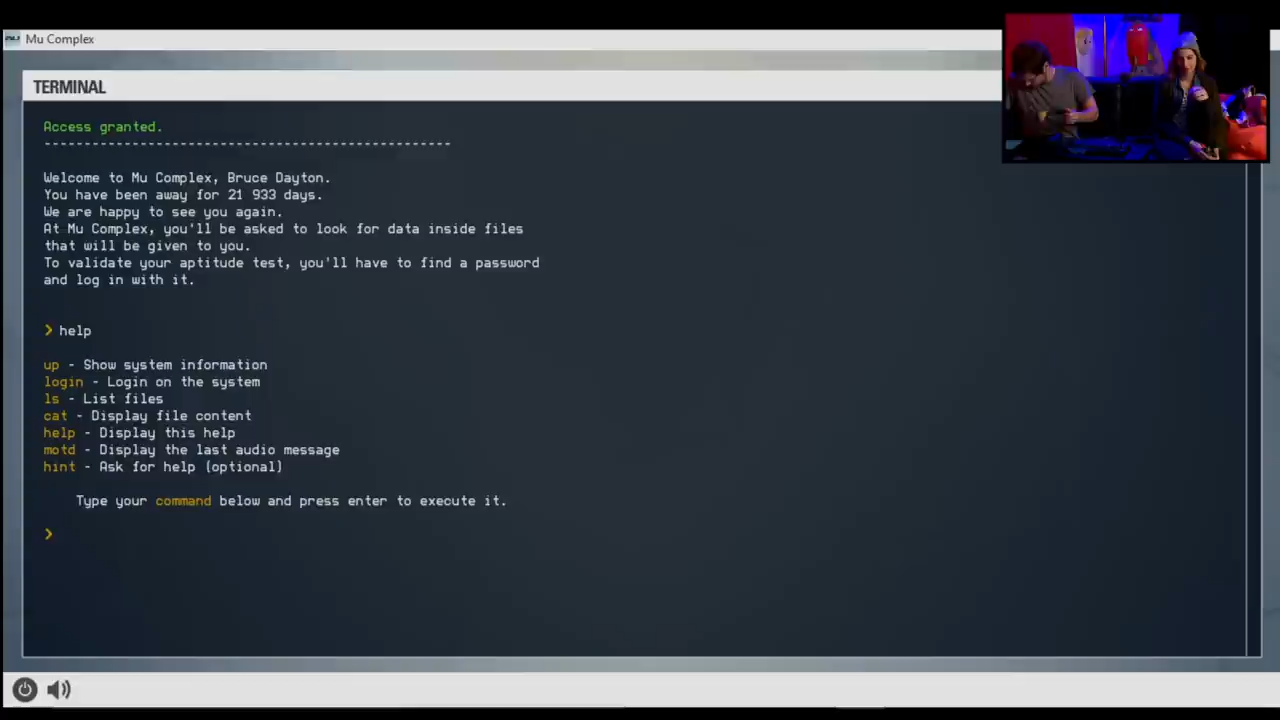 Mu Complex
TERMINAL
Access granted.
---------------------------------------------------
Welcome to Mu Complex, Bruce Dayton.
You have been away for 21 933 days.
We are happy to see you again.
At Mu Complex, you'll be asked to look for data inside files
that will be given to you.
To validate your aptitude test, you'll have to find a password
and log in with it.
> help
up - Show system information
login - Login on the system
ls - List files
cat - Display file content
help - Display this help
motd - Display the last audio message
hint - Ask for help (optional)
Type your command below and press enter to execute it.
>